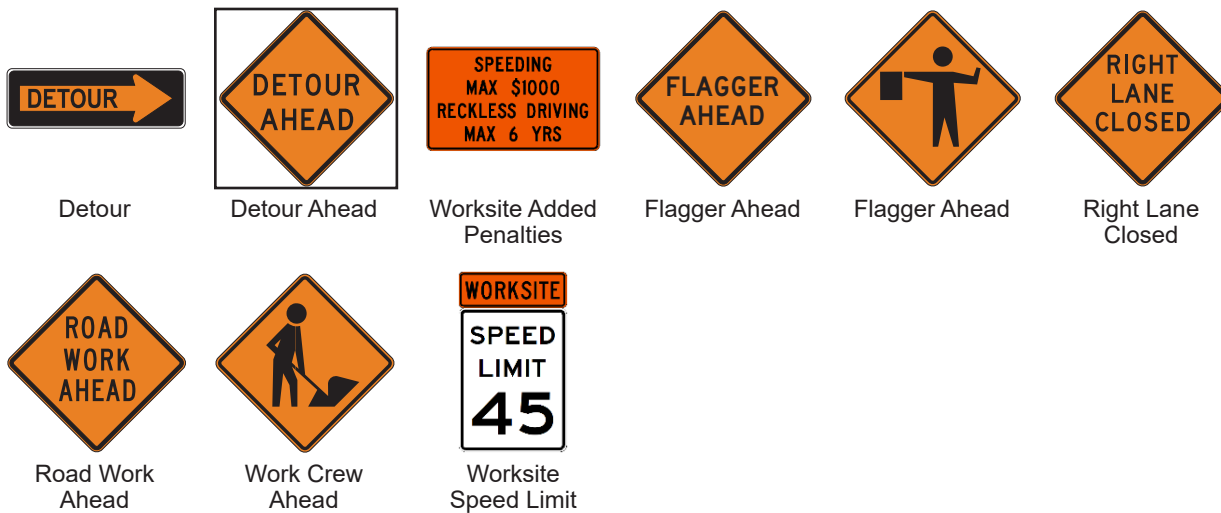 DETOUR
DETOUR
AHEAD
SPEEDING
MAX $1000
RECKLESS DRIVING
MAX 6 YRS
FLAGGER
AHEAD
RIGHT
LANE
CLOSED
Detour
Detour Ahead
Worksite Added
Penalties
Flagger Ahead
Flagger Ahead
Right Lane
Closed
ROAD
WORK
AHEAD
WORKSITE
SPEED
LIMIT
45
Road Work
Ahead
Work Crew
Ahead
Worksite
Speed Limit